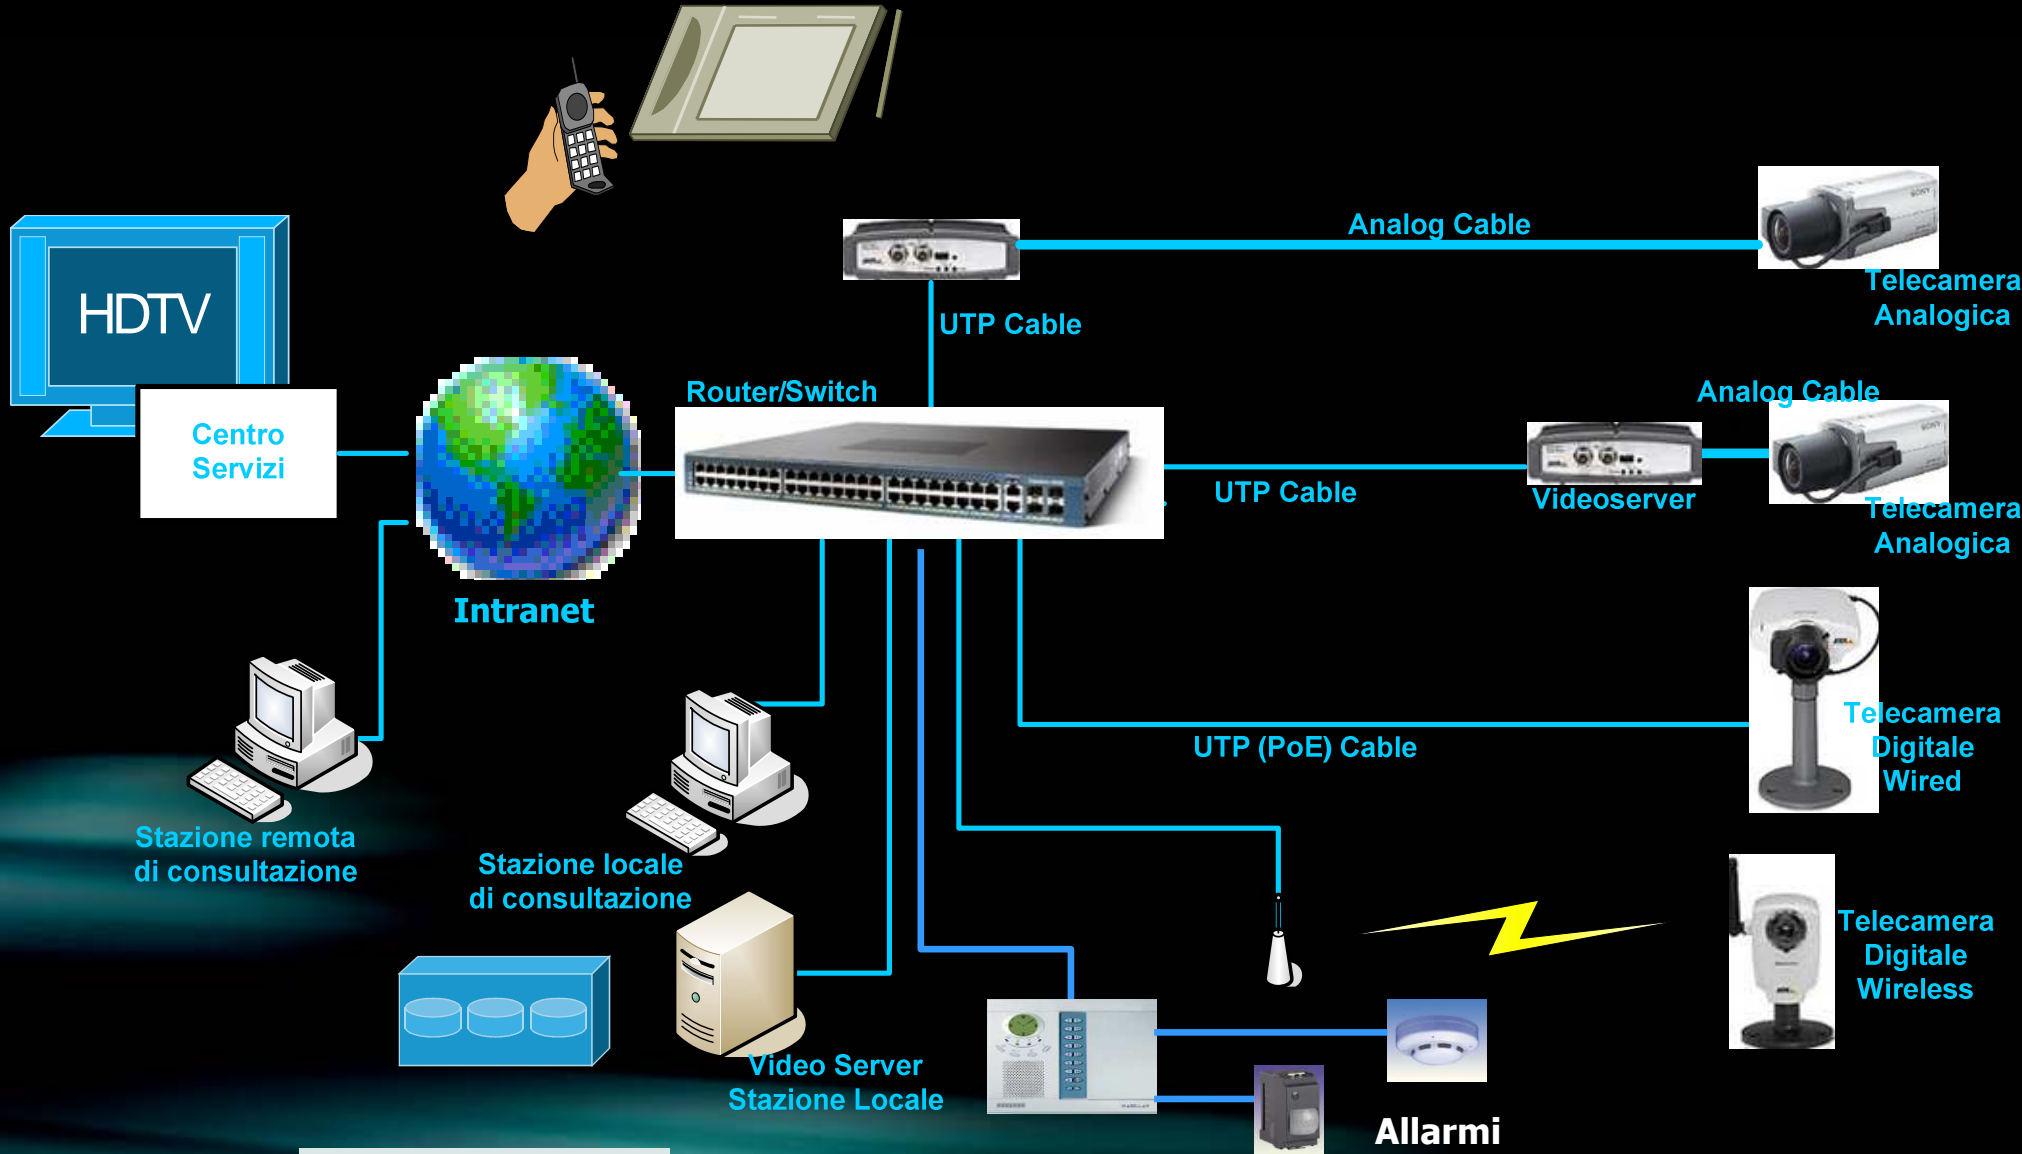 HDTV
Centro
Servizi
Intranet
Router/Switch
UTP Cable
Analog Cable
SONY
Telecamera
Analogica
UTP Cable
Analog Cable
SONY
Videoserver
Telecamera
Analogica
UTP (PoE) Cable
Telecamera
Digitale
Wired
Telecamera
Digitale
Wireless
Stazione remota
di consultazione
Stazione locale
di consultazione
Video Server
Stazione Locale
Allarmi